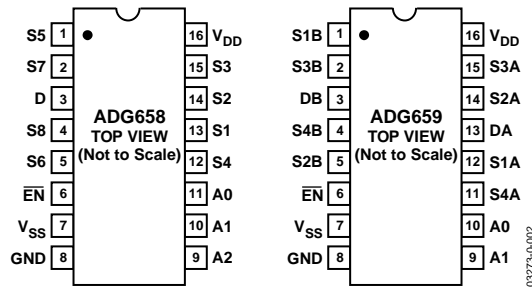 S5 1 16 VDD
S7 2 15 S3
D 3 14 S2
S8 4 13 S1
S6 5 12 S4
EN 6 11 A0
VSS 7 10 A1
GND 8 9 A2
ADG658
TOP VIEW
(Not to Scale)
S1B 1 16 VDD
S3B 2 15 S3A
DB 3 14 S2A
S4B 4 13 DA
S2B 5 12 S1A
EN 6 11 S4A
VSS 7 10 A0
GND 8 9 A1
ADG659
TOP VIEW
(Not to Scale)
03273-0-002